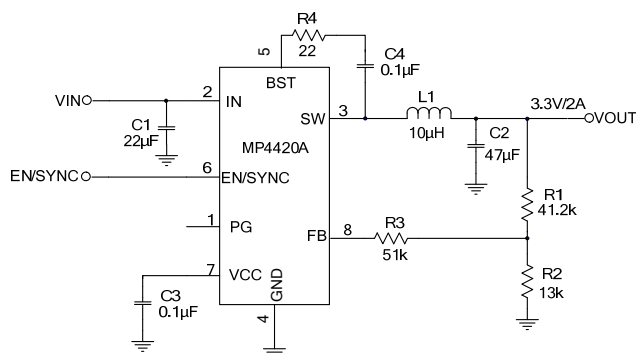 R4
22
5
C4
0.1µF
BST
VIN
2
IN
C1
22µF
SW
3
L1
10µH
3.3V/2A
VOUT
C2
47µF
MP4420A
EN/SYNC
6
EN/SYNC
R1
41.2k
1
PG
FB
8
R3
51k
7
VCC
GND
4
C3
0.1µF
R2
13k